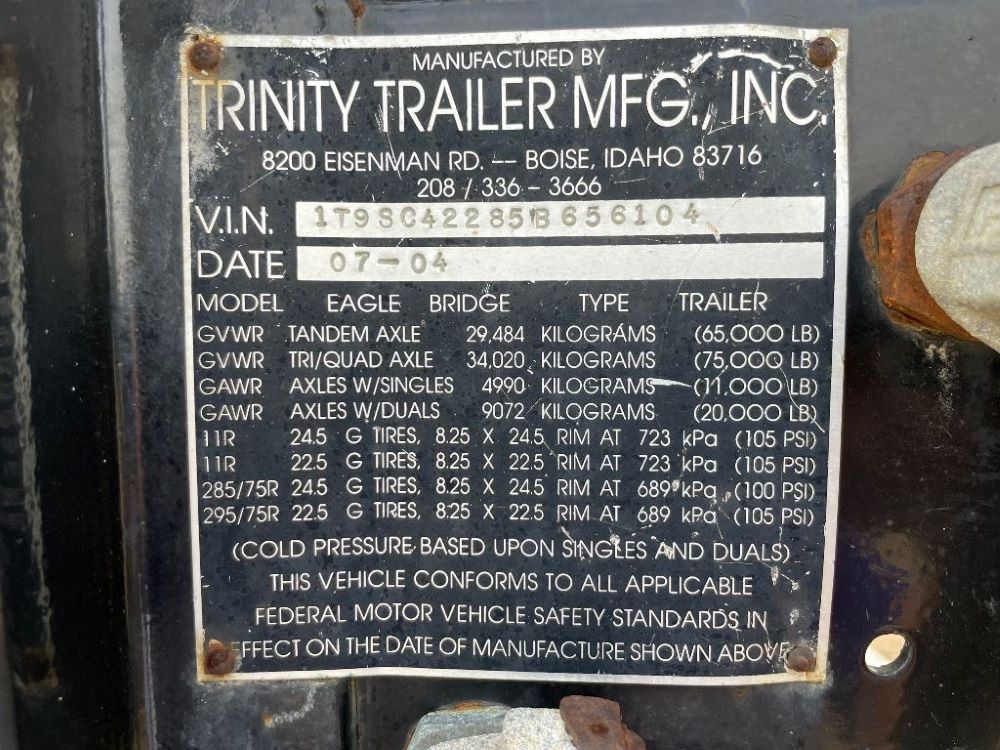 MANUFACTURED BY
TRINITY TRAILER MFG., INC.
8200 EISENMAN RD. -- BOISE, IDAHO 83716
208 / 336 - 3666
V.I.N. 1T9SC42285B656104
DATE 07-04
MODEL EAGLE BRIDGE TYPE TRAILER
GVWR TANDEM AXLE 29,484 KILOGRAMS (65,000 LB)
GVWR TRI/QUAD AXLE 34,020 KILOGRAMS (75,000 LB)
GAWR AXLES W/SINGLES 4990 KILOGRAMS (11,000 LB)
GAWR AXLES W/DUALS 9072 KILOGRAMS (20,000 LB)
11R 24.5 G TIRES, 8.25 X 24.5 RIM AT 723 kPa (105 PSI)
11R 22.5 G TIRES, 8.25 X 22.5 RIM AT 723 kPa (105 PSI)
285/75R 24.5 G TIRES, 8.25 X 24.5 RIM AT 689 kPa (100 PSI)
295/75R 22.5 G TIRES, 8.25 X 22.5 RIM AT 689 kPa (105 PSI)
(COLD PRESSURE BASED UPON SINGLES AND DUALS)
THIS VEHICLE CONFORMS TO ALL APPLICABLE
FEDERAL MOTOR VEHICLE SAFETY STANDARDS IN
EFFECT ON THE DATE OF MANUFACTURE SHOWN ABOVE